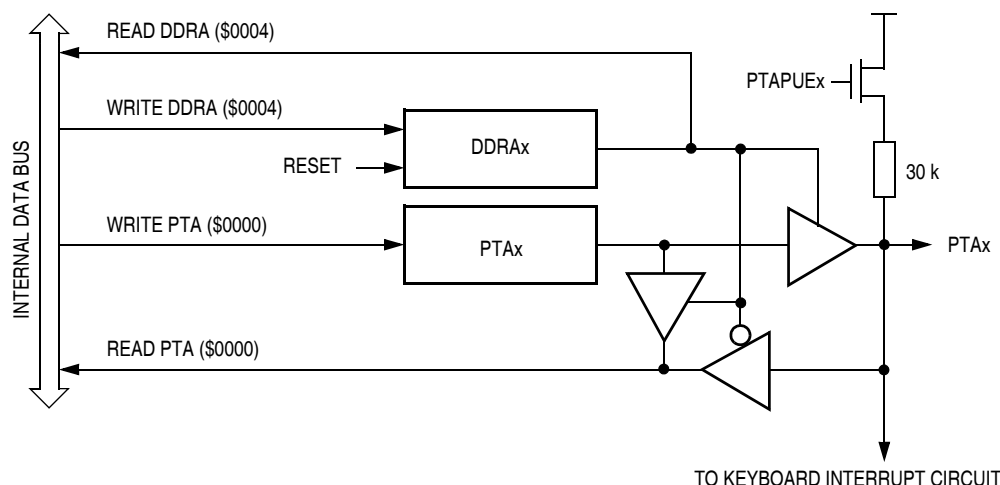 READ DDRA ($0004)
PTAPUEx
WRITE DDRA ($0004)
DDRAx
RESET
30 k
INTERNAL DATA BUS
WRITE PTA ($0000)
PTAx
PTAx
READ PTA ($0000)
TO KEYBOARD INTERRUPT CIRCUIT